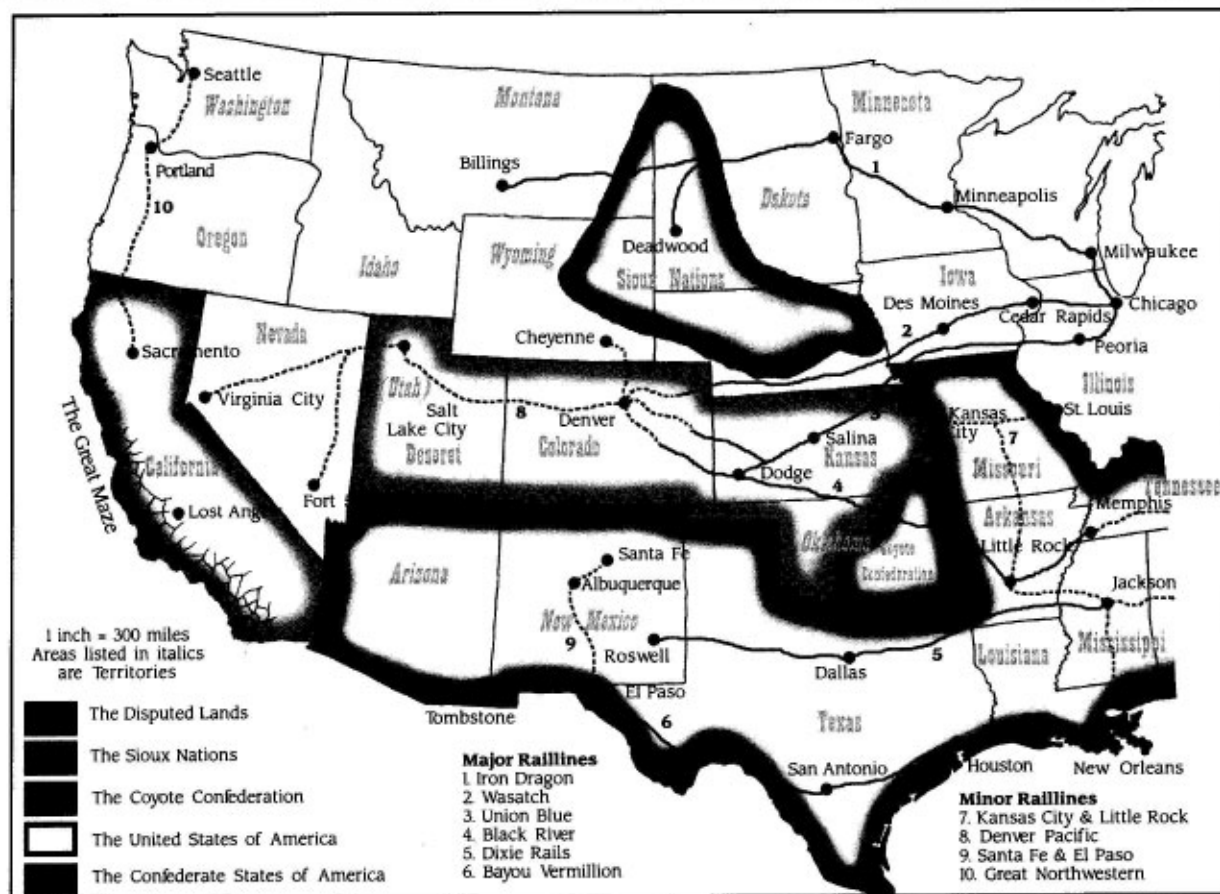 Seattle
Washington
Montana
Minnesota
Fargo
Billings
1
Portland
Minneapolis
10
Dakota
Oregon
Deadwood
Wyoming
Milwaukee
Idaho
Sioux Nations
Iowa
Des Moines
Chicago
Cedar Rapids
Nevada
2
Cheyenne
Sacramento
Peoria
(Utah)
Illinois
Virginia City
8
St Louis
Salt
Lake City
Denver
3
Kansas
City
Salina
7
Deseret
Colorado
Kansas
Missouri
The Great Maze
California
Dodge
4
Tennessee
Fort
Memphis
Lost Ang
Arkansas
Oklahoma
Coyote
Confederation
Little Rock
Santa Fe
Arizona
Albuquerque
Jackson
New Mexico
Mississippi
9
Roswell
5
Louisiana
Dallas
El Paso
Tombstone
6
Texas
San Antonio
Houston
New Orleans
1 inch = 300 miles
Areas listed in italics
are Territories
The Disputed Lands
The Sioux Nations
The Coyote Confederation
The United States of America
The Confederate States of America
Major Raillines
1. Iron Dragon
2. Wasatch
3. Union Blue
4. Black River
5. Dixie Rails
6. Bayou Vermillion
Minor Raillines
7. Kansas City & Little Rock
8. Denver Pacific
9. Santa Fe & El Paso
10. Great Northwestern